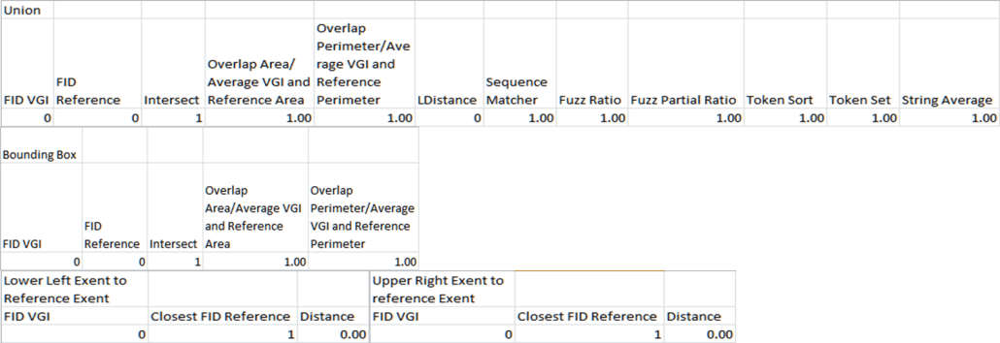 Union
FID VGI FID Reference Intersect Overlap Area/ Average VGI and Reference Area Overlap Perimeter/Ave rage VGI and Reference Perimeter LDistance Sequence Matcher Fuzz Ratio Fuzz Partial Ratio Token Sort Token Set String Average
0 0 1 1.00 1.00 0 1.00 1.00 1.00 1.00 1.00 1.00
Bounding Box
FID VGI FID Reference Intersect Overlap Area/Average VGI and Reference Area Overlap Perimeter/Average VGI and Reference Perimeter
0 0 1 1.00 1.00
Lower Left Exent to Reference Exent Upper Right Exent to reference Exent
FID VGI Closest FID Reference Distance FID VGI Closest FID Reference Distance
0 1 0.00 0 1 0.00